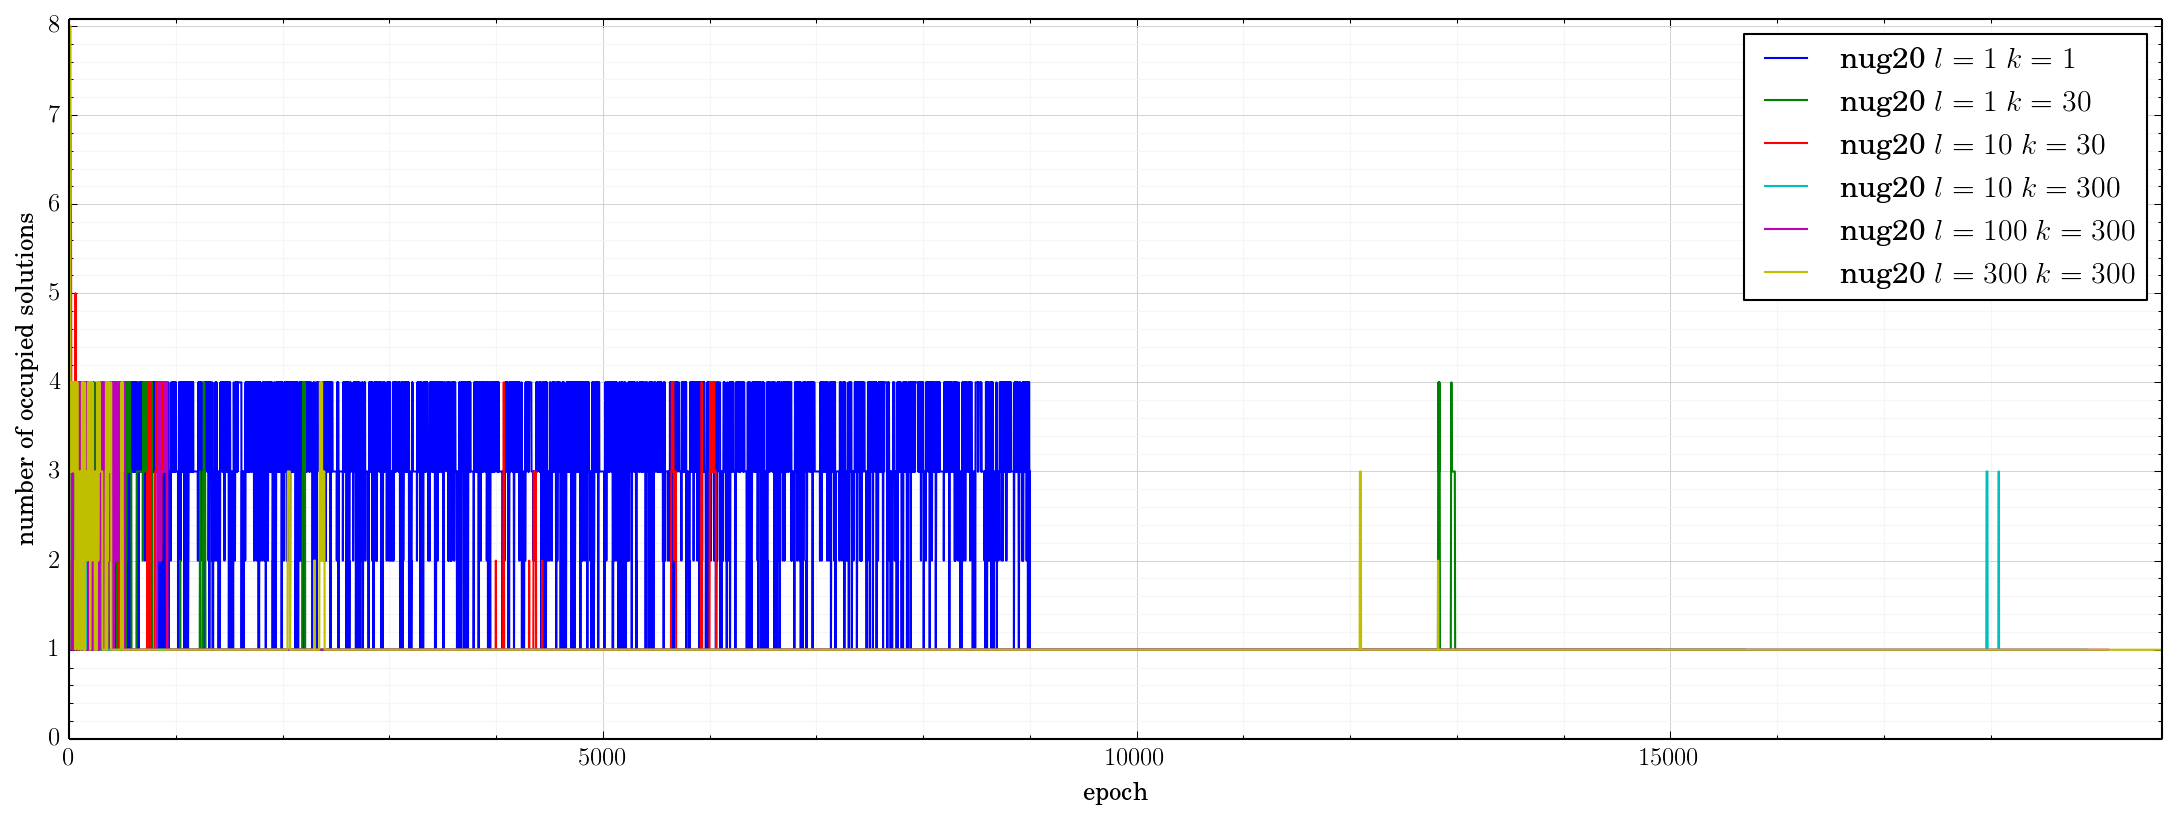 8
7
6
5
4
3
2
1
0
number of occupied solutions
nug20 l = 1 k = 1
nug20 l = 1 k = 30
nug20 l = 10 k = 30
nug20 l = 10 k = 300
nug20 l = 100 k = 300
nug20 l = 300 k = 300
0 5000 10000 15000
epoch